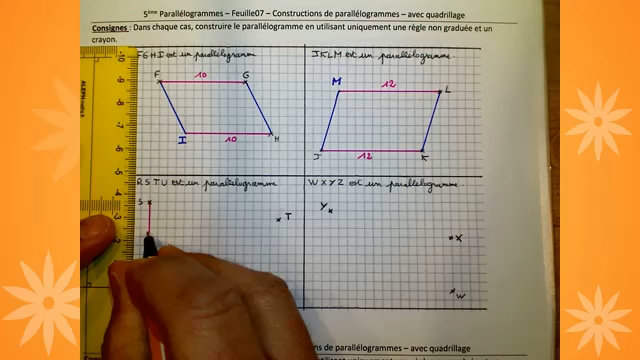 5ème Parallélogrammes – Feuille07 – Constructions de parallélogrammes – avec quadrillage
Consignes : Dans chaque cas, construire le parallélogramme en utilisant uniquement une règle non graduée et un
crayon.
FGHI est un parallélogramme
JKLM est un parallélogramme.
F 10 G
M 12 L
I 10 H
J 12 K
RSTU est un parallélogramme
WXYZ est un parallélogramme.
S T
Y
X
W
ns de parallélogrammes – avec quadrillage